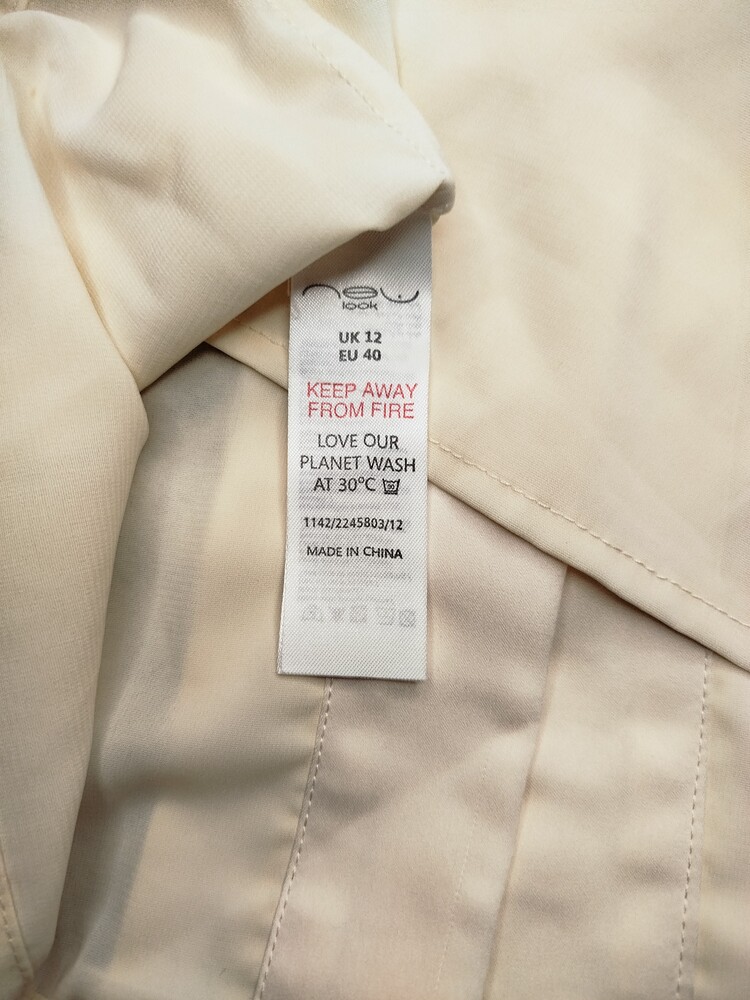 new
look
UK 12
EU 40
KEEP AWAY
FROM FIRE
LOVE OUR
PLANET WASH
AT 30°C 30
1142/2245803/12
MADE IN CHINA